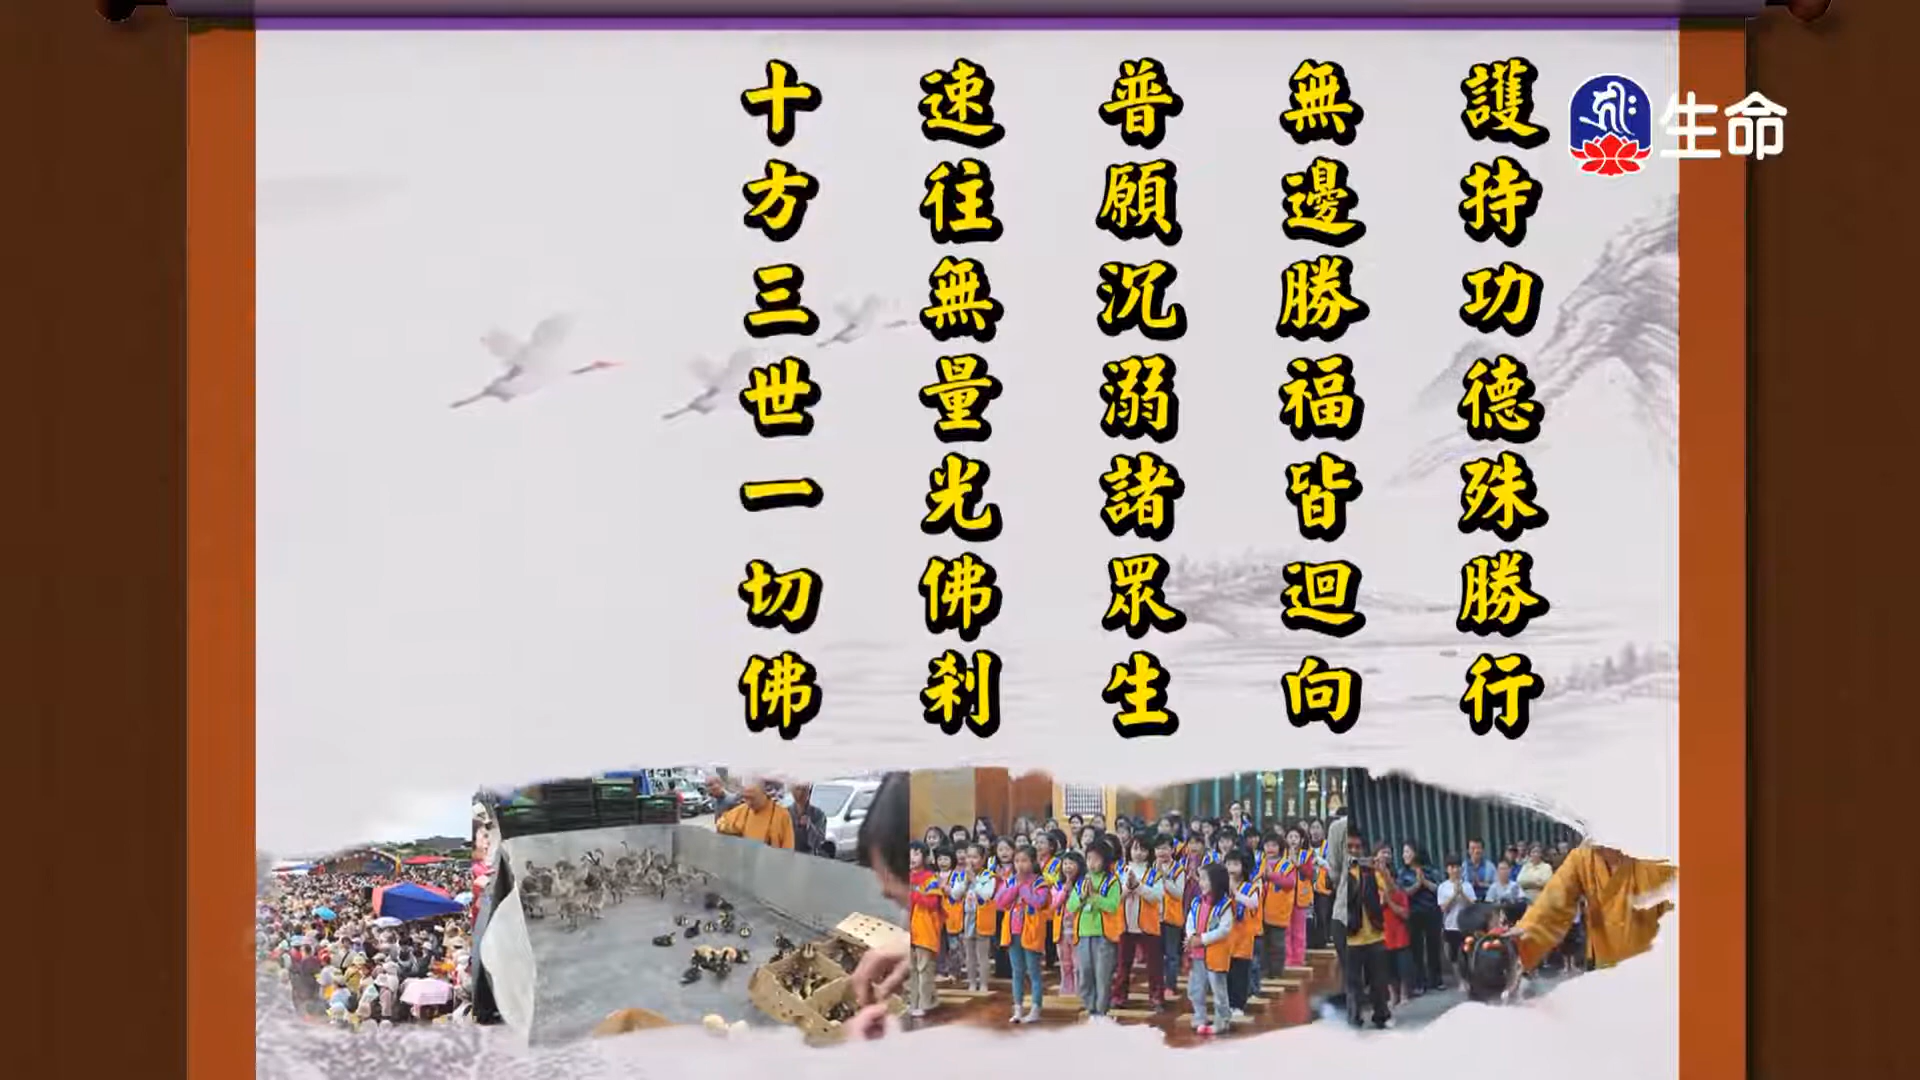 護持功德殊勝行
無邊勝福皆迴向
普願沉溺諸眾生
速往無量光佛剎
十方三世一切佛
生命